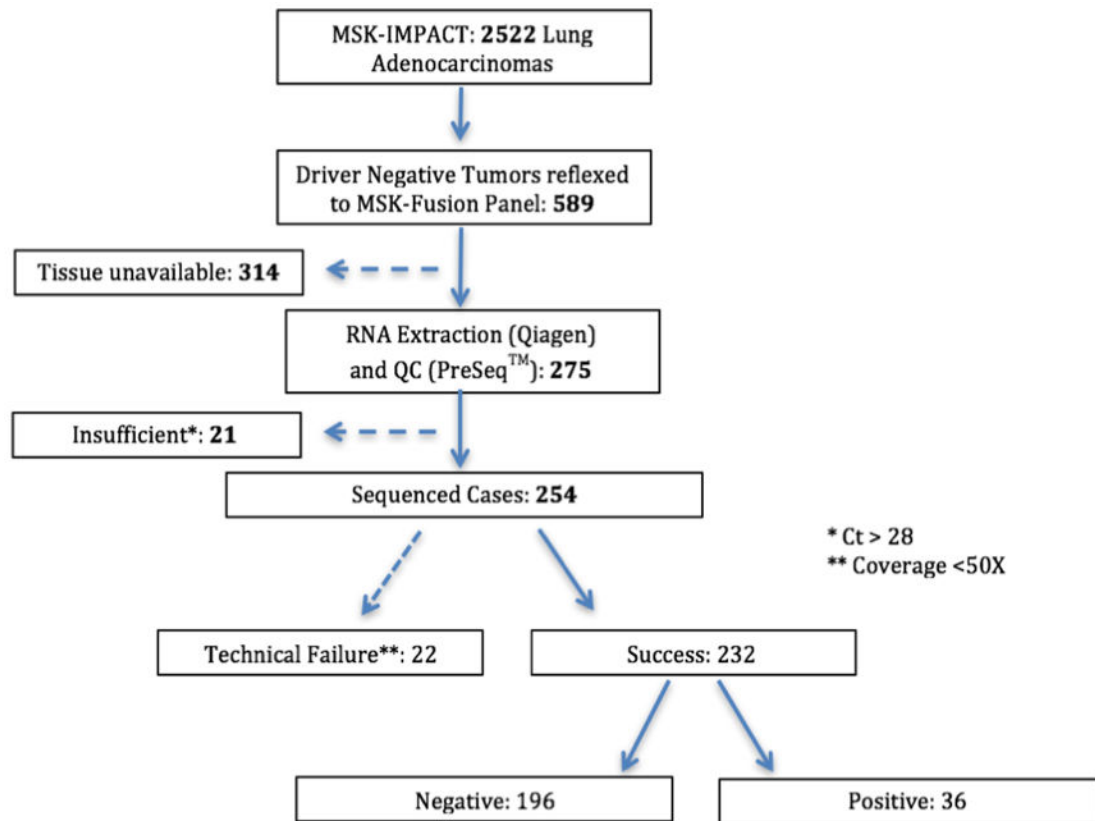 MSK-IMPACT: 2522 Lung
Adenocarcinomas
Driver Negative Tumors reflexed
to MSK-Fusion Panel: 589
Tissue unavailable: 314
RNA Extraction (Qiagen)
and QC (PreSeq™): 275
Insufficient*: 21
Sequenced Cases: 254
* Ct > 28
** Coverage <50X
Technical Failure**: 22
Success: 232
Negative: 196
Positive: 36